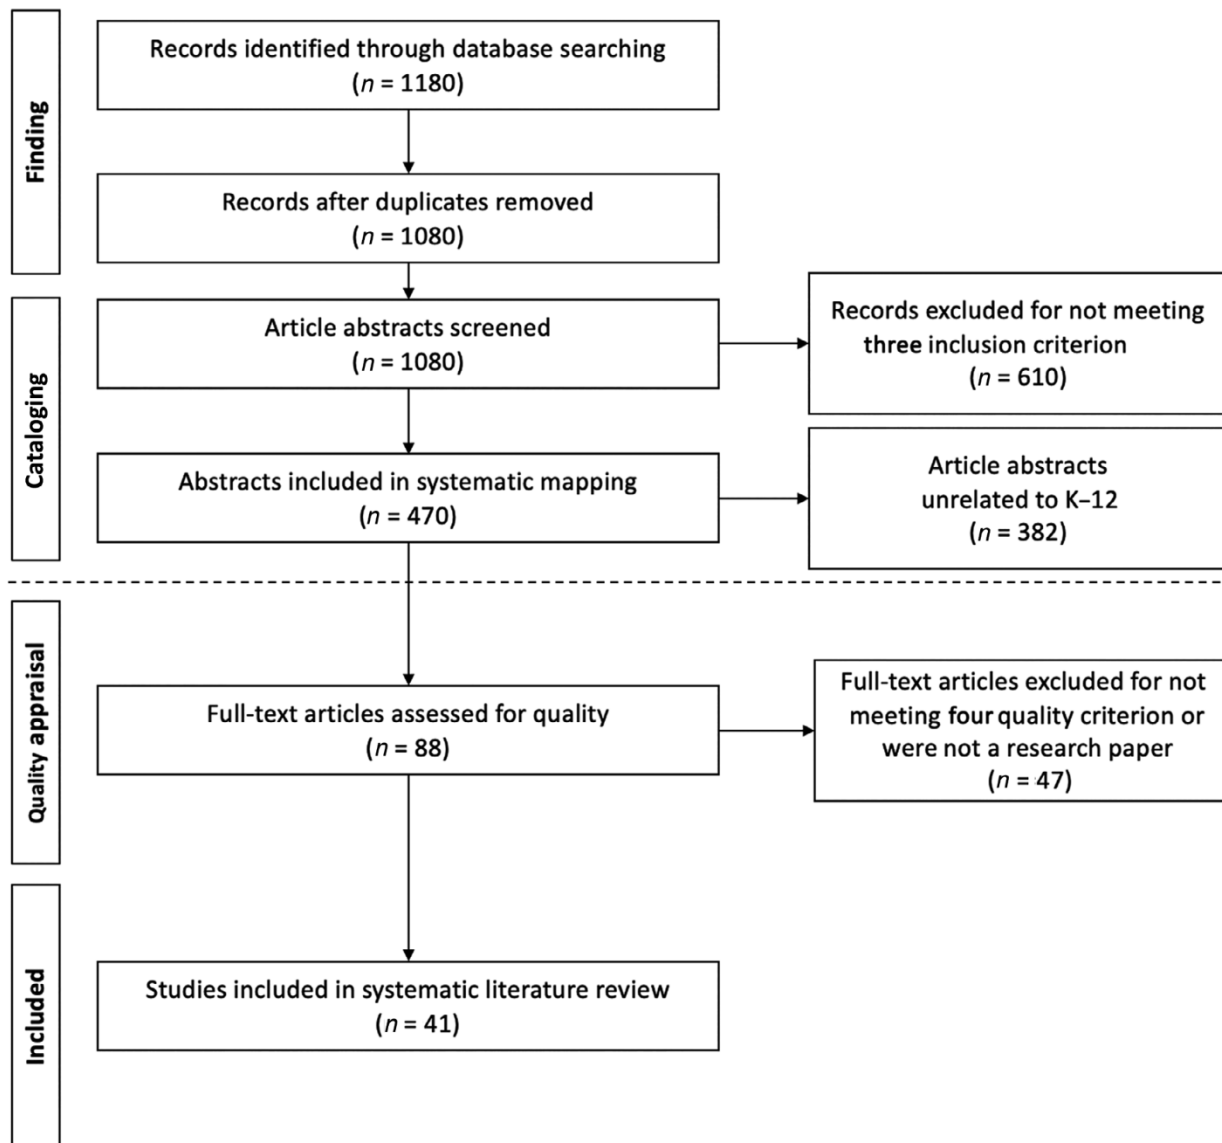 Finding
Records identified through database searching
(n = 1180)
Records after duplicates removed
(n = 1080)
Cataloging
Article abstracts screened
(n = 1080)
Records excluded for not meeting
three inclusion criterion
(n = 610)
Abstracts included in systematic mapping
(n = 470)
Article abstracts
unrelated to K–12
(n = 382)
Quality appraisal
Full-text articles assessed for quality
(n = 88)
Full-text articles excluded for not
meeting four quality criterion or
were not a research paper
(n = 47)
Included
Studies included in systematic literature review
(n = 41)